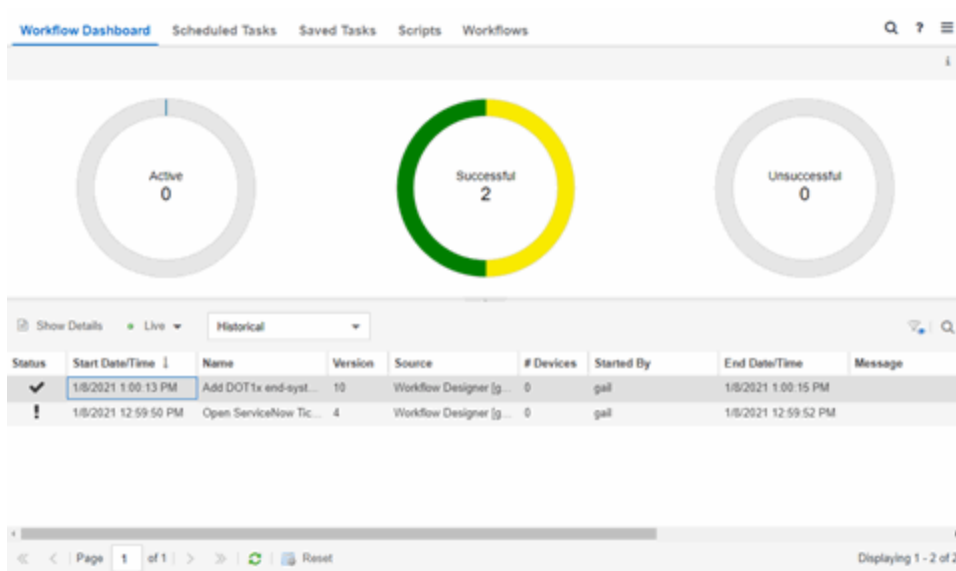 Workflow Dashboard Scheduled Tasks Saved Tasks Scripts Workflows ?
i
Active
0
Successful
2
Unsuccessful
0
Show Details Live Historical
Status Start Date/Time ↓ Name Version Source # Devices Started By End Date/Time Message
1/8/2021 1:00:13 PM Add DOT1x end-syst... 10 Workflow Designer [g... 0 gail 1/8/2021 1:00:15 PM
! 1/8/2021 12:59:50 PM Open ServiceNow Tic... 4 Workflow Designer [g... 0 gail 1/8/2021 12:59:52 PM
Page 1 of 1 Reset Displaying 1 - 2 of 2